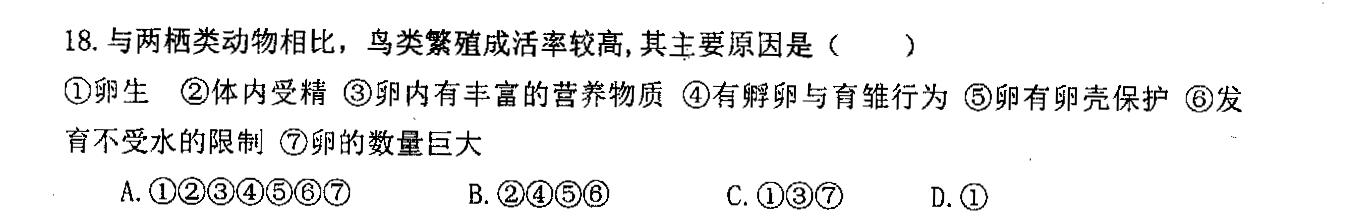 18. 与两栖类动物相比，鸟类繁殖成活率较高,其主要原因是（　　）
①卵生　②体内受精 ③卵内有丰富的营养物质 ④有孵卵与育雏行为 ⑤卵有卵壳保护 ⑥发
育不受水的限制 ⑦卵的数量巨大
A. ①②③④⑤⑥⑦　B. ②④⑤⑥　C. ①③⑦　D. ①